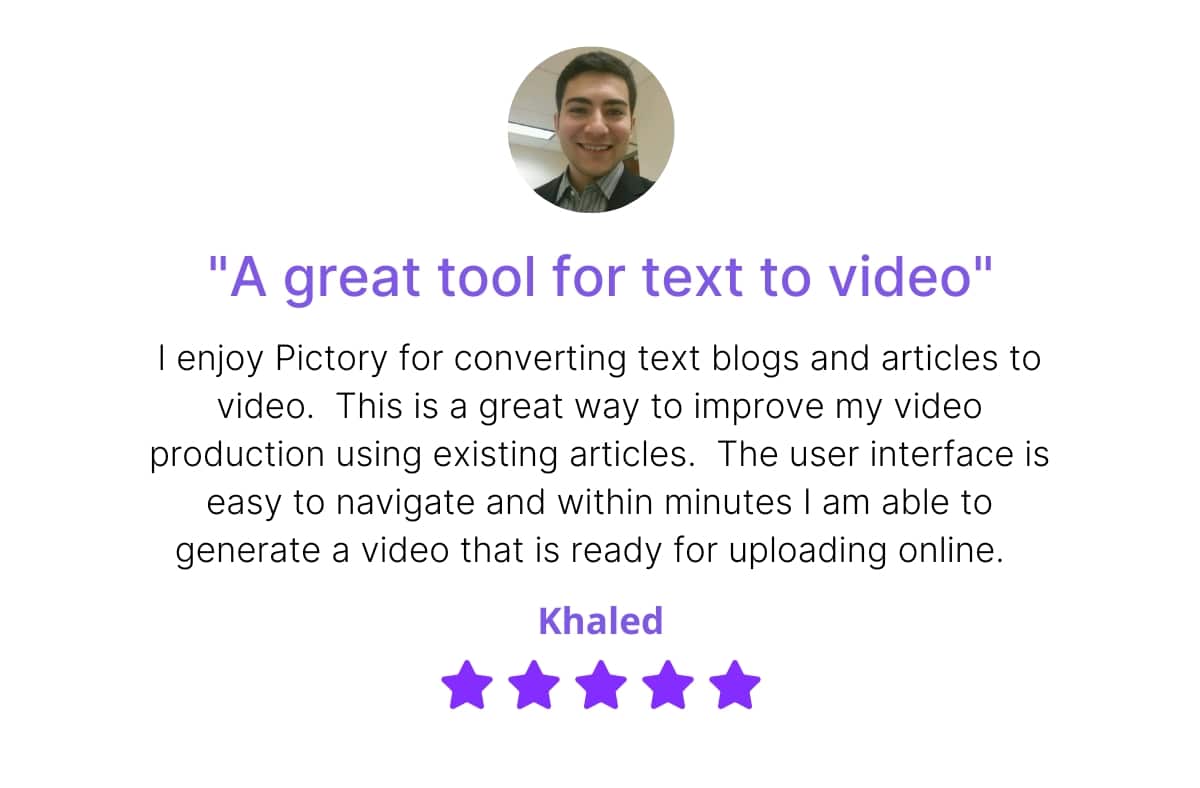 "A great tool for text to video"
I enjoy Pictory for converting text blogs and articles to
video.  This is a great way to improve my video
production using existing articles.  The user interface is
easy to navigate and within minutes I am able to
generate a video that is ready for uploading online.
Khaled